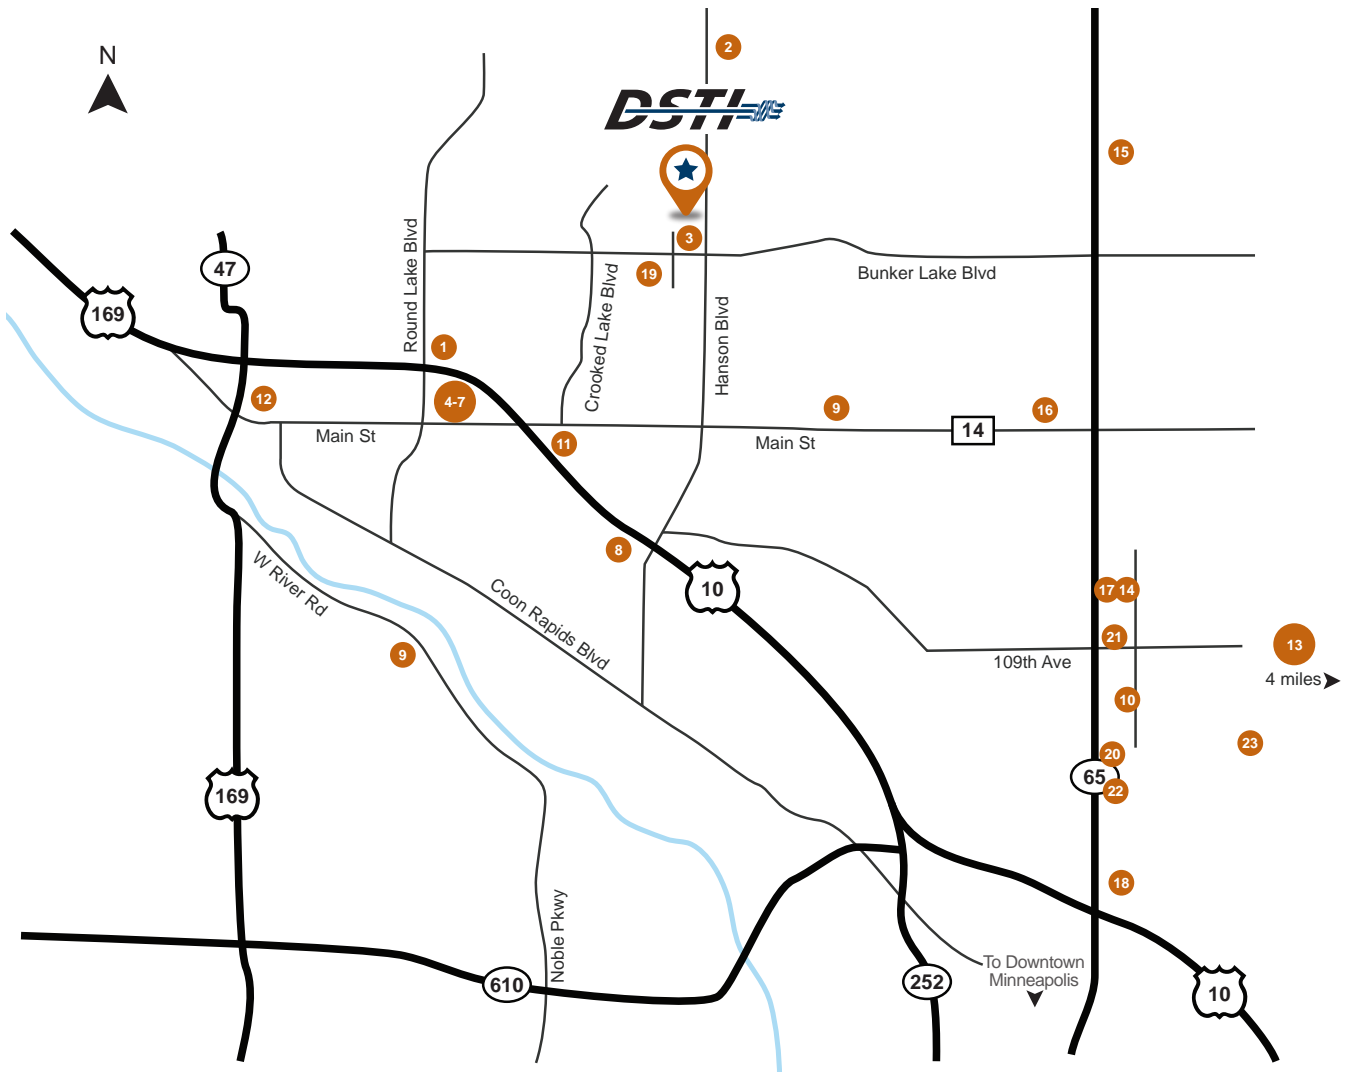 N
2
DSTI
15
3
47
19
Bunker Lake Blvd
169
Round Lake Blvd
Crooked Lake Blvd
Hanson Blvd
1
12
4-7
9
16
Main St
11
Main St
14
8
W River Rd
10
Coon Rapids Blvd
17
14
21
13
9
109th Ave
4 miles
10
23
20
65
22
169
18
Noble Pkwy
To Downtown
Minneapolis
610
252
10